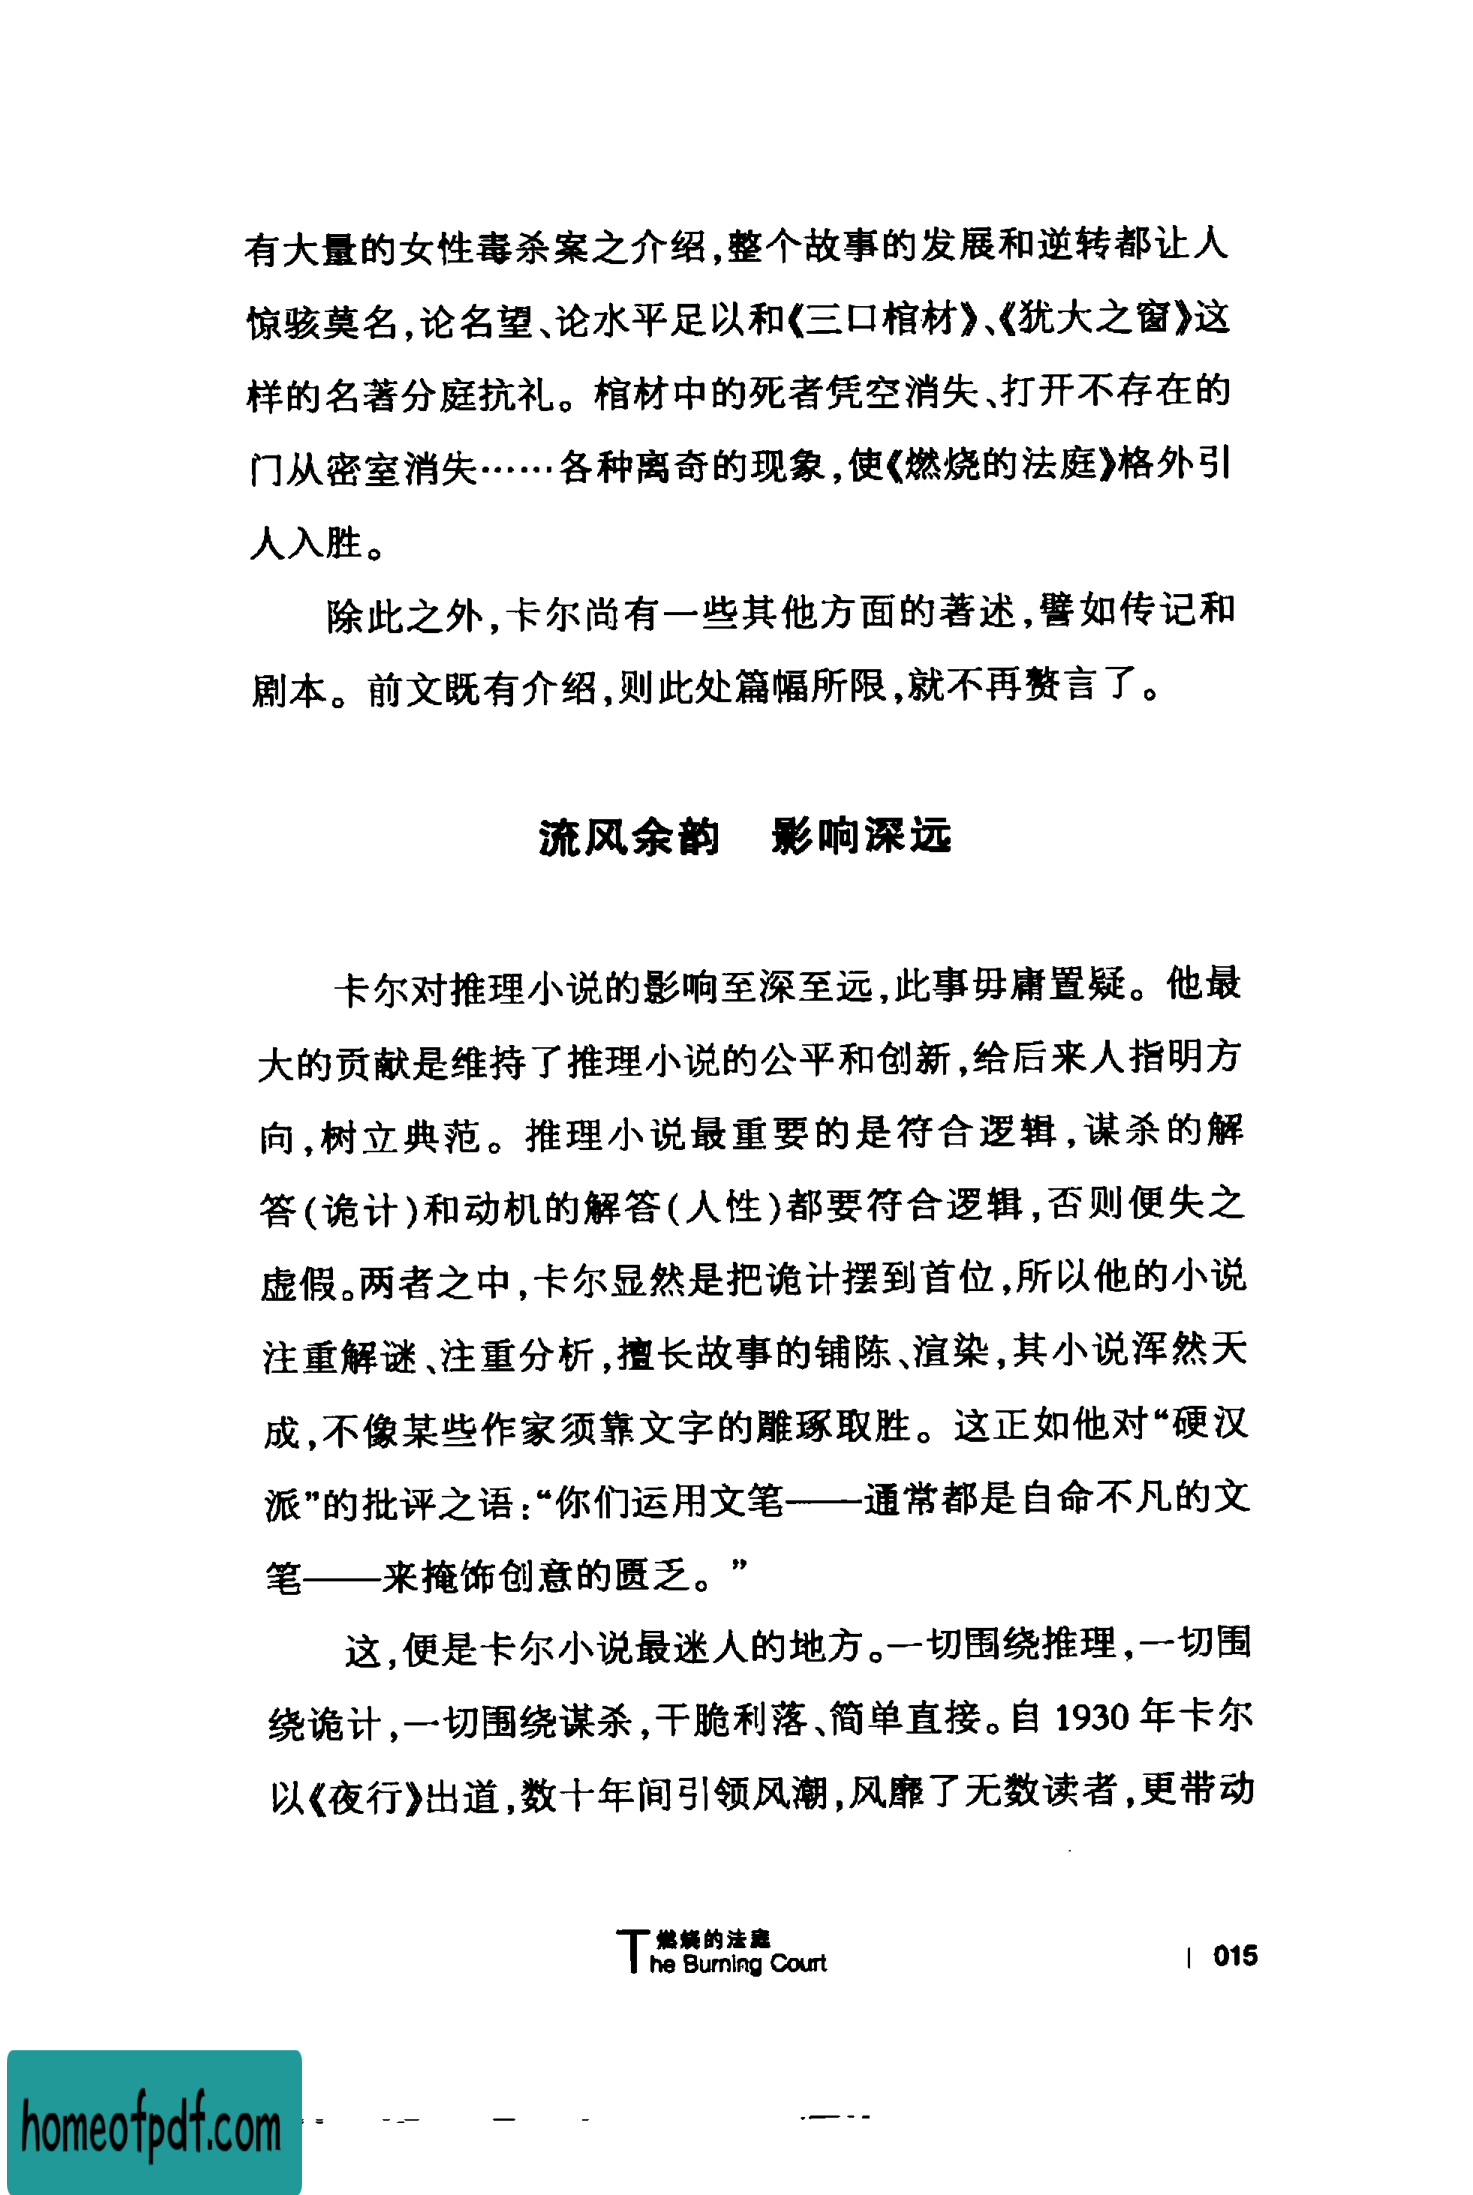 有大量的女性毒杀案之介绍,整个故事的发展和逆转都让人
惊骇莫名,论名望、论水平足以和《三口棺材》、《犹大之窗》这
样的名著分庭抗礼。棺材中的死者凭空消失、打开不存在的
门从密室消失……各种离奇的现象,使《燃烧的法庭》格外引
人入胜。
除此之外,卡尔尚有一些其他方面的著述,譬如传记和
剧本。前文既有介绍,则此处篇幅所限,就不再赘言了。
流风余韵 影响深远
卡尔对推理小说的影响至深至远,此事毋庸置疑。他最
大的贡献是维持了推理小说的公平和创新,给后来人指明方
向,树立典范。推理小说最重要的是符合逻辑,谋杀的解
答(诡计)和动机的解答(人性)都要符合逻辑,否则便失之
虚假。两者之中,卡尔显然是把诡计摆到首位,所以他的小说
注重解谜、注重分析,擅长故事的铺陈、渲染,其小说浑然天
成,不像某些作家须靠文字的雕琢取胜。这正如他对“硬汉
派”的批评之语:“你们运用文笔——通常都是自命不凡的文
笔——来掩饰创意的匮乏。”
这,便是卡尔小说最迷人的地方。一切围绕推理,一切围
绕诡计,一切围绕谋杀,干脆利落、简单直接。自 1930 年卡尔
以《夜行》出道,数十年间引领风潮,风靡了无数读者,更带动
燃烧的法庭
The Burning Court
| 015
homeofpdf.com